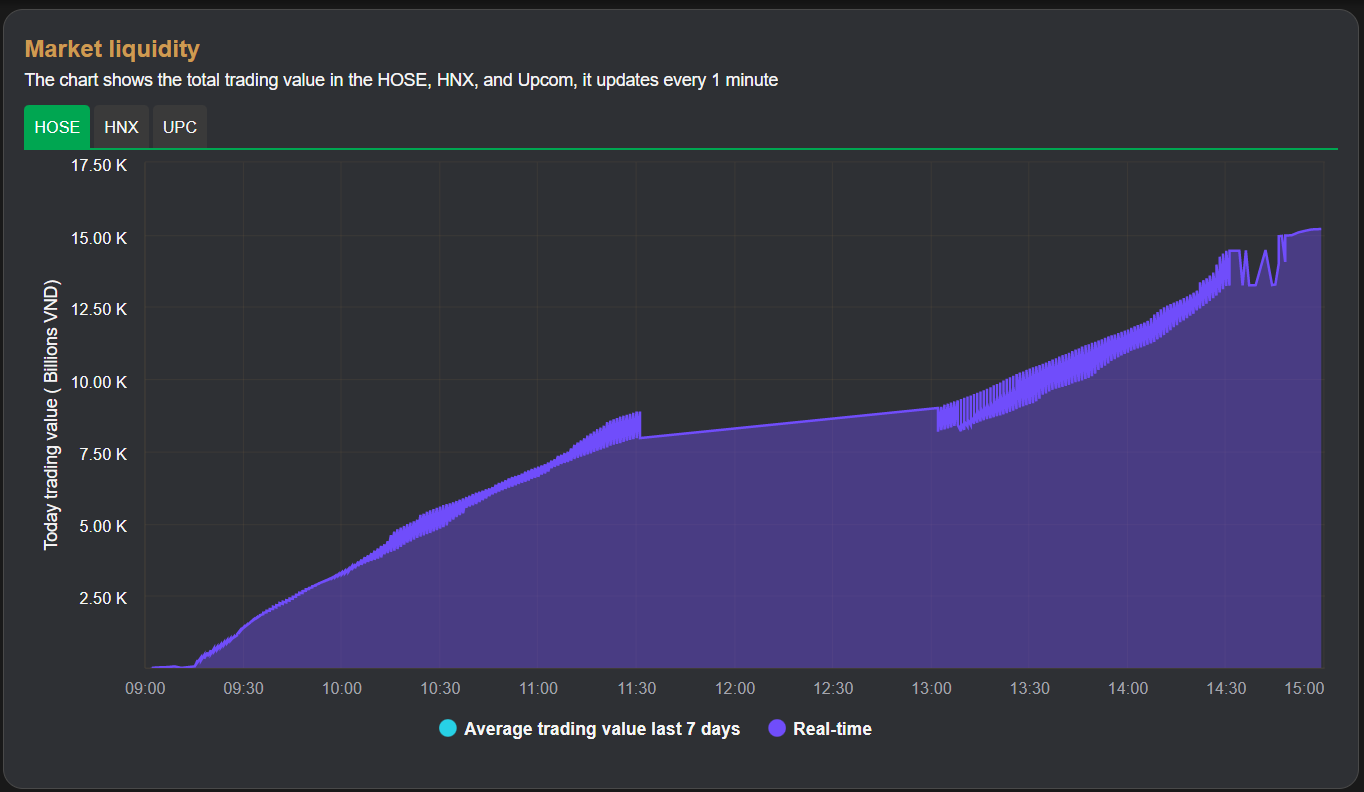 Market liquidity
The chart shows the total trading value in the HOSE, HNX, and Upcom, it updates every 1 minute
HOSE HNX UPC
Today trading value ( Billions VND)
17.50 K
15.00 K
12.50 K
10.00 K
7.50 K
5.00 K
2.50 K
09:00 09:30 10:00 10:30 11:00 11:30 12:00 12:30 13:00 13:30 14:00 14:30 15:00
Average trading value last 7 days Real-time